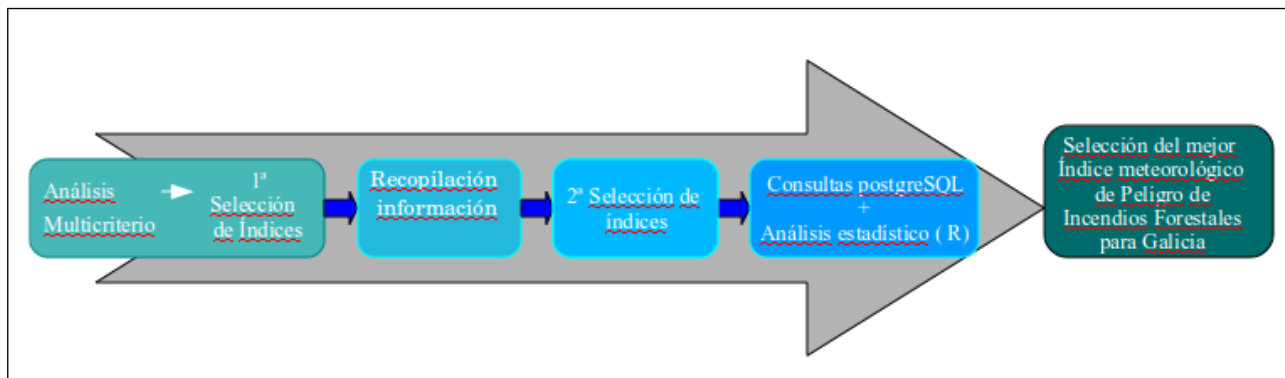 Análisis
Multicriterio
1ª
Selección
de Índices
Recopilación
información
2ª Selección de
índices
Consultas postgreSQL
+
Análisis estadístico ( R)
Selección del mejor
Índice meteorológico
de Peligro de
Incendios Forestales
para Galicia